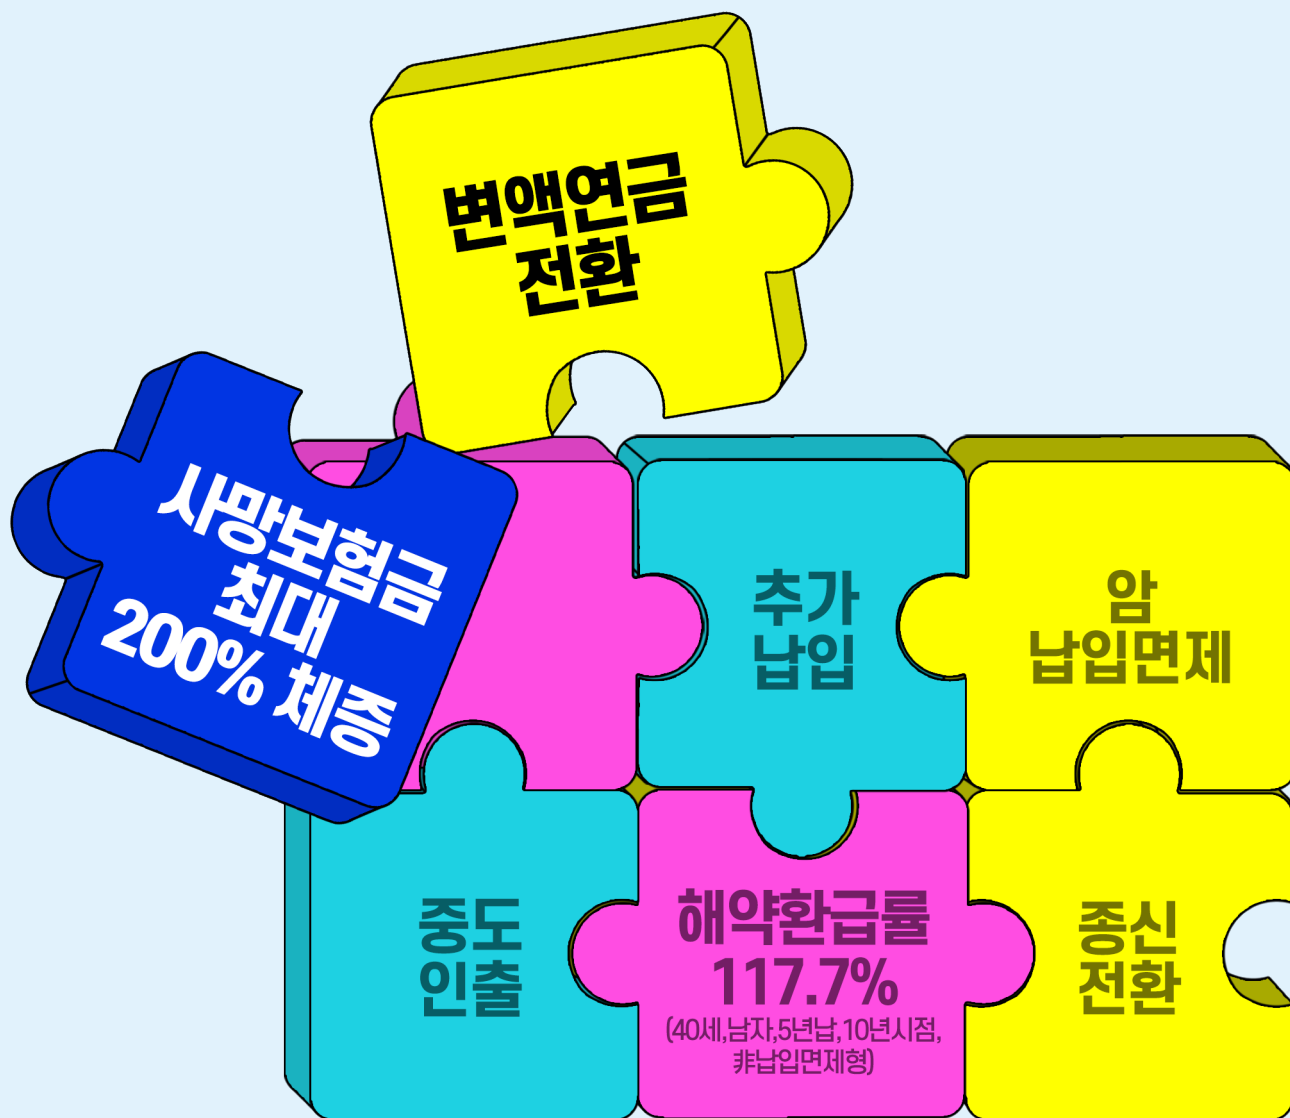 변액연금
전환
사망보험금
최대
200% 체증
추가
납입
암
납입면제
중도
인출
해약환급률
117.7%
(40세,남자,5년납,10년시점,
非납입면제형)
종신
전환